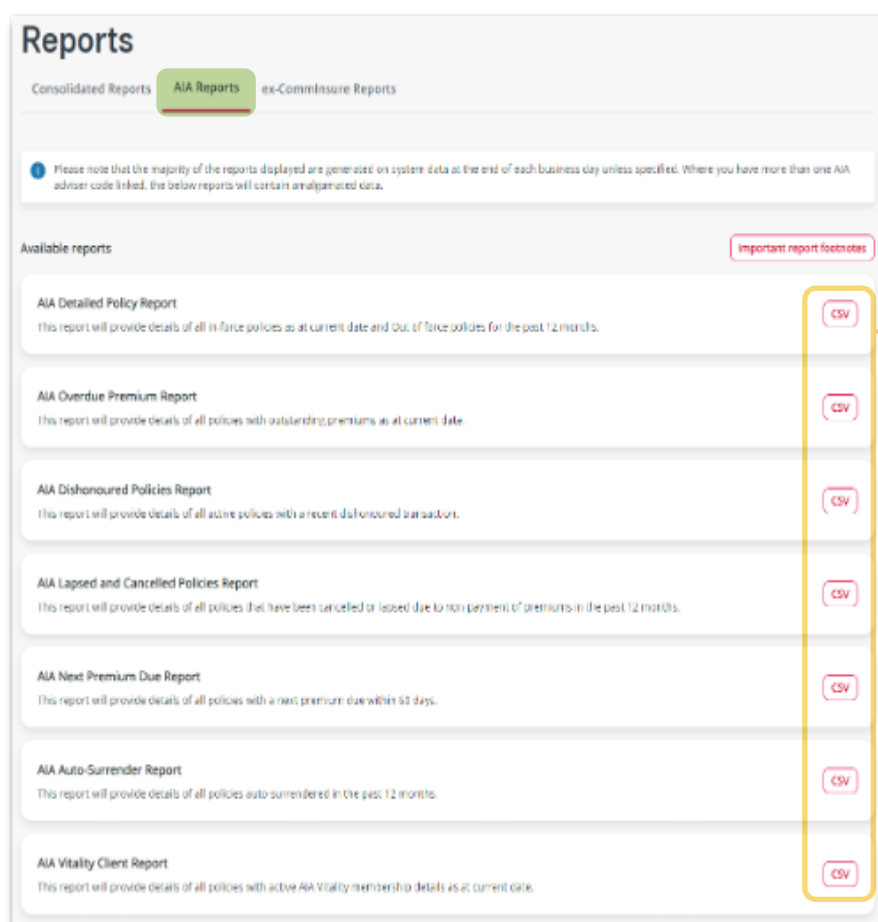 Reports
Consolidated Reports AIA Reports ex-CommInsure Reports
Please note that the majority of the reports displayed are generated on system data at the end of each business day unless specified. Where you have more than one AIA
adviser code linked, the below reports will contain amalgamated data.
Available reports
Important report footnotes
AIA Detailed Policy Report
This report will provide details of all in-force policies as at current date and Out of force policies for the past 12 months.
CSV
AIA Overdue Premium Report
This report will provide details of all policies with outstanding premiums as at current date.
CSV
AIA Dishonoured Policies Report
This report will provide details of all active policies with a recent dishonoured transaction.
CSV
AIA Lapsed and Cancelled Policies Report
This report will provide details of all policies that have been cancelled or lapsed due to non payment of premiums in the past 12 months.
CSV
AIA Next Premium Due Report
This report will provide details of all policies with a next premium due within 60 days.
CSV
AIA Auto-Surrender Report
This report will provide details of all policies auto surrendered in the past 12 months.
CSV
AIA Vitality Client Report
This report will provide details of all policies with active AIA Vitality membership details as at current date.
CSV